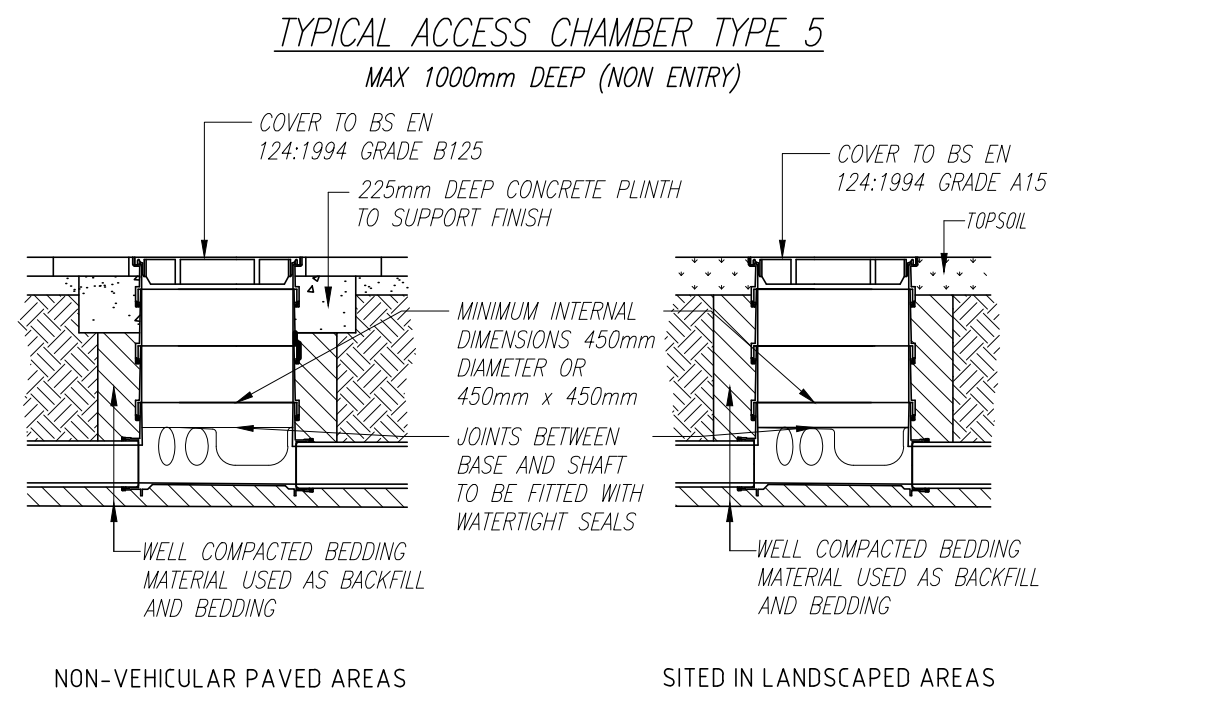 TYPICAL ACCESS CHAMBER TYPE 5
MAX 1000mm DEEP (NON ENTRY)
COVER TO BS EN
124:1994 GRADE B125
225mm DEEP CONCRETE PLINTH
TO SUPPORT FINISH
COVER TO BS EN
124:1994 GRADE A15
TOPSOIL
MINIMUM INTERNAL
DIMENSIONS 450mm
DIAMETER OR
450mm x 450mm
JOINTS BETWEEN
BASE AND SHAFT
TO BE FITTED WITH
WATERTIGHT SEALS
WELL COMPACTED BEDDING
MATERIAL USED AS BACKFILL
AND BEDDING
WELL COMPACTED BEDDING
MATERIAL USED AS BACKFILL
AND BEDDING
NON-VEHICULAR PAVED AREAS
SITED IN LANDSCAPED AREAS